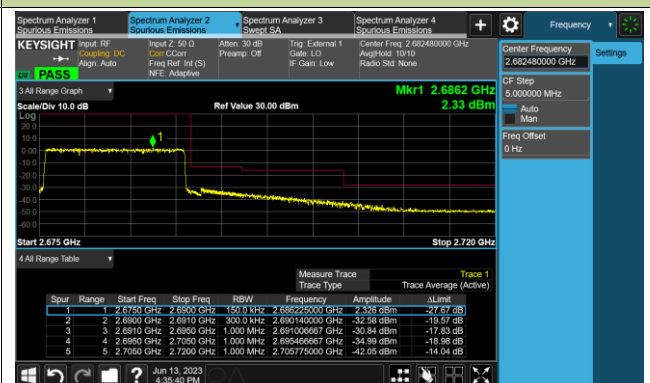 Spectrum Analyzer 1
Spurious Emissions
Spectrum Analyzer 2
Spurious Emissions
Spectrum Analyzer 3
Swept SA
Spectrum Analyzer 4
Spurious Emissions
+
Frequency
KEYSIGHT
Input: RF
Coupling: DC
Align: Auto
Input Z: 50 Ω
Corr CCorr
Freq Ref: Int (S)
NFE: Adaptive
Atten: 30 dB
Preamp: Off
Trig: External 1
Gate: LO
IF Gain: Low
Center Freq: 2.682480000 GHz
Avg|Hold: 10/10
Radio Std: None
PASS
Center Frequency
2.682480000 GHz
Settings
CF Step
5.000000 MHz
Auto
Man
Freq Offset
0 Hz
3 All Range Graph
Mkr1 2.6862 GHz
2.33 dBm
Scale/Div 10.0 dB
Ref Value 30.00 dBm
Log
20.0
10.0
0.00
-10.0
-20.0
-30.0
-40.0
-50.0
-60.0
1
Start 2.675 GHz
Stop 2.720 GHz
4 All Range Table
Measure Trace
Trace 1
Trace Type
Trace Average (Active)
Spur Range Start Freq Stop Freq RBW Frequency Amplitude ΔLimit
1 1 2.6750 GHz 2.6900 GHz 150.0 kHz 2.686225000 GHz 2.326 dBm -27.67 dB
2 2 2.6900 GHz 2.6910 GHz 300.0 kHz 2.690140000 GHz -32.58 dBm -19.57 dB
3 3 2.6910 GHz 2.6950 GHz 1.000 MHz 2.691006667 GHz -30.84 dBm -17.83 dB
4 4 2.6950 GHz 2.7050 GHz 1.000 MHz 2.695466667 GHz -34.99 dBm -18.98 dB
5 5 2.7050 GHz 2.7200 GHz 1.000 MHz 2.705775000 GHz -42.05 dBm -14.04 dB
?
Jun 13, 2023
4:35:40 PM